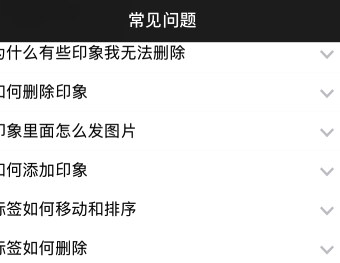 常见问题
为什么有些印象我无法删除
如何删除印象
印象里面怎么发图片
如何添加印象
标签如何移动和排序
标签如何删除